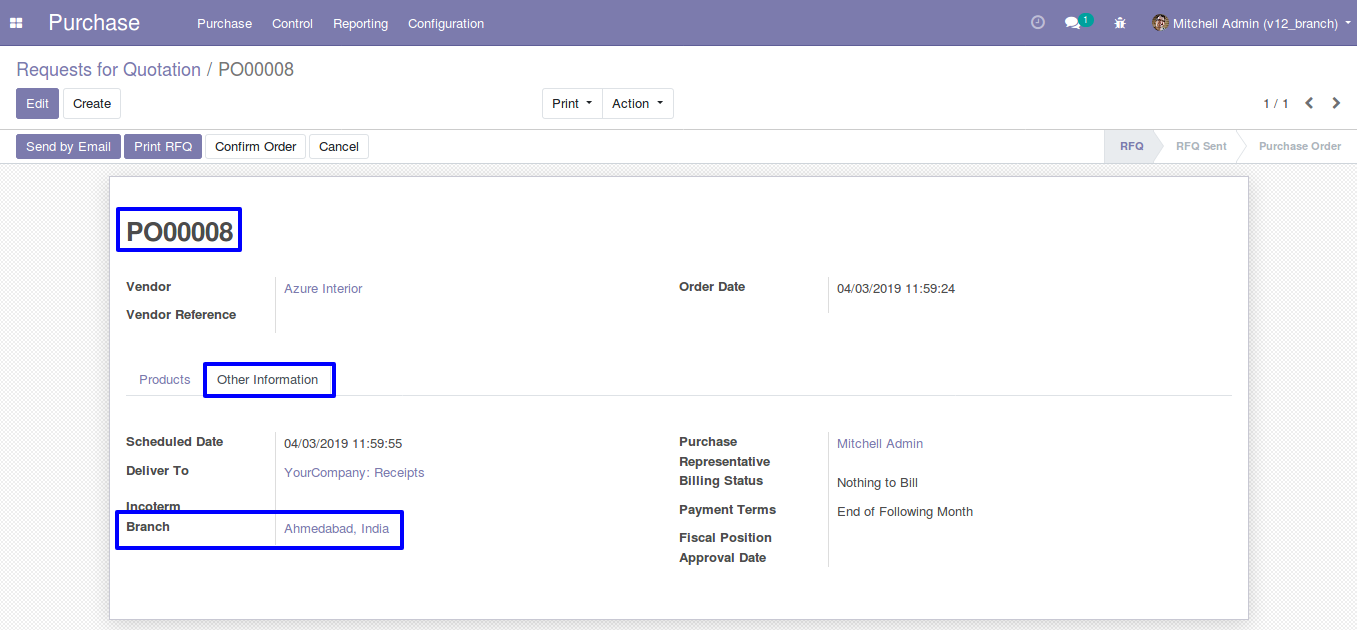 Purchase Purchase Control Reporting Configuration 1 Mitchell Admin (v12_branch)
Requests for Quotation / PO00008
Edit Create Print Action 1 / 1
Send by Email Print RFQ Confirm Order Cancel RFQ RFQ Sent Purchase Order
PO00008
Vendor Azure Interior Order Date 04/03/2019 11:59:24
Vendor Reference
Products Other Information
Scheduled Date 04/03/2019 11:59:55 Purchase Representative Mitchell Admin
Deliver To YourCompany: Receipts Billing Status Nothing to Bill
Incoterm Payment Terms End of Following Month
Branch Ahmedabad, India Fiscal Position
Approval Date